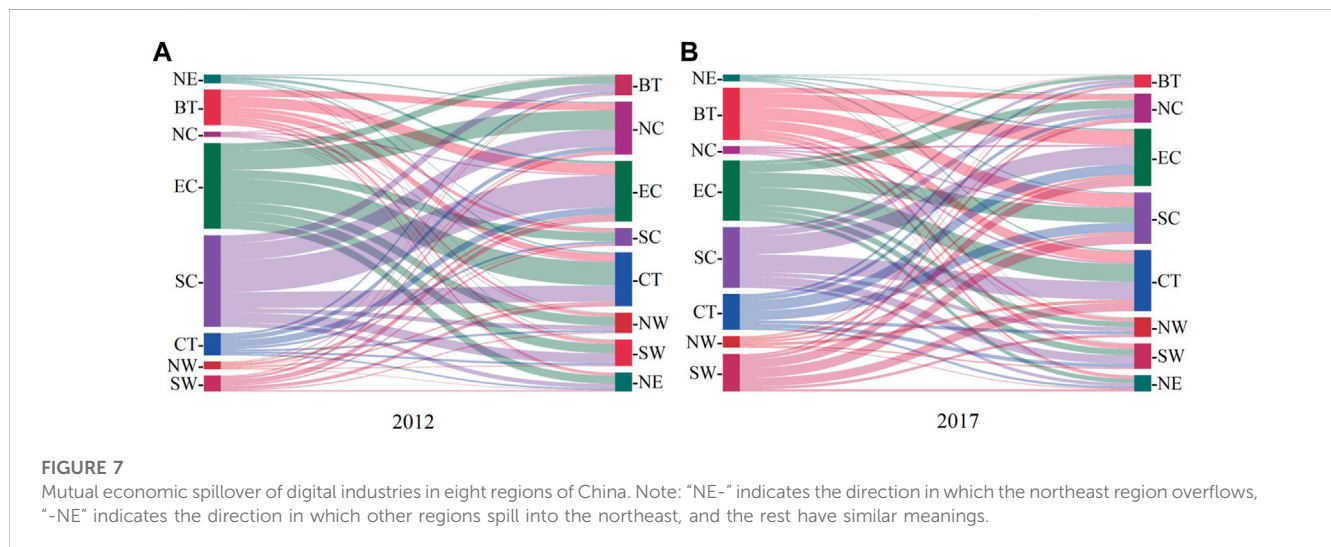 A
NE-
BT-
NC-
EC-
SC-
CT-
NW-
SW-
-BT
-NC
-EC
-SC
-CT
-NW
-SW
-NE
2012
B
NE-
BT-
NC-
EC-
SC-
CT-
NW-
SW-
-BT
-NC
-EC
-SC
-CT
-NW
-SW
-NE
2017
FIGURE 7
Mutual economic spillover of digital industries in eight regions of China. Note: “NE-” indicates the direction in which the northeast region overflows,
“-NE” indicates the direction in which other regions spill into the northeast, and the rest have similar meanings.